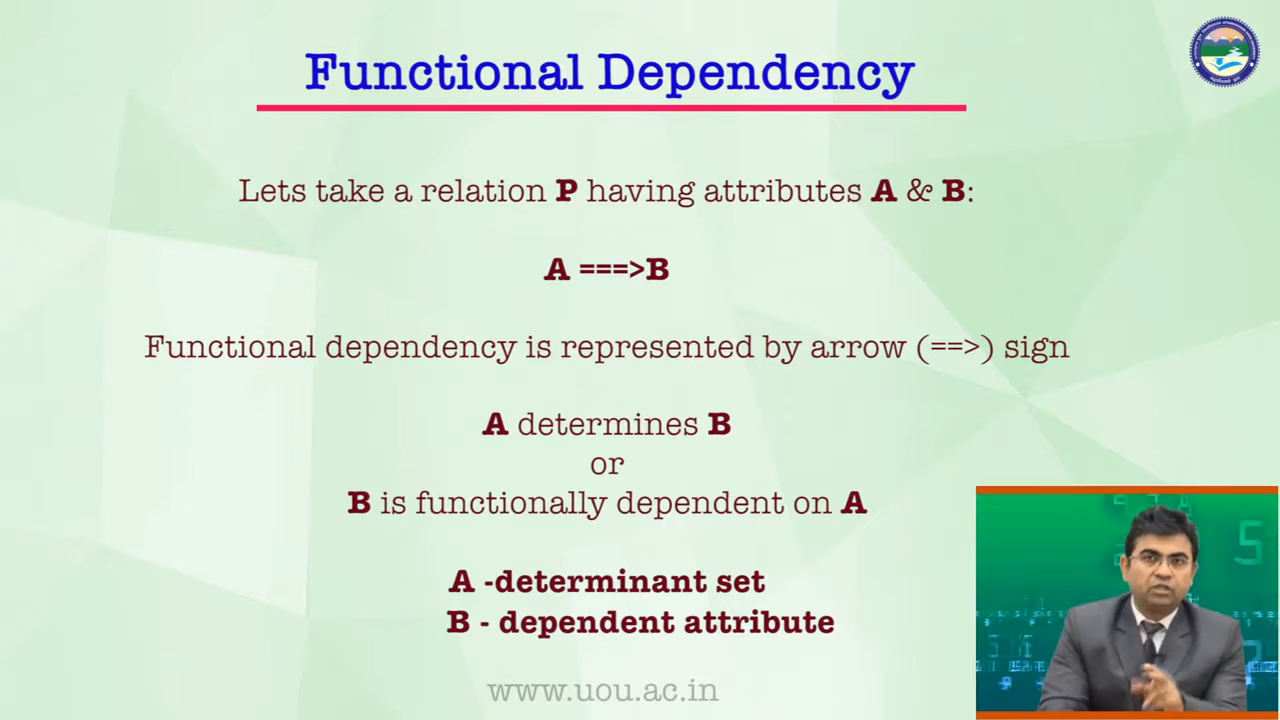 Functional Dependency
Lets take a relation P having attributes A & B:
A ===>B
Functional dependency is represented by arrow (==>) sign
A determines B
or
B is functionally dependent on A
A -determinant set
B - dependent attribute
www.uou.ac.in
5